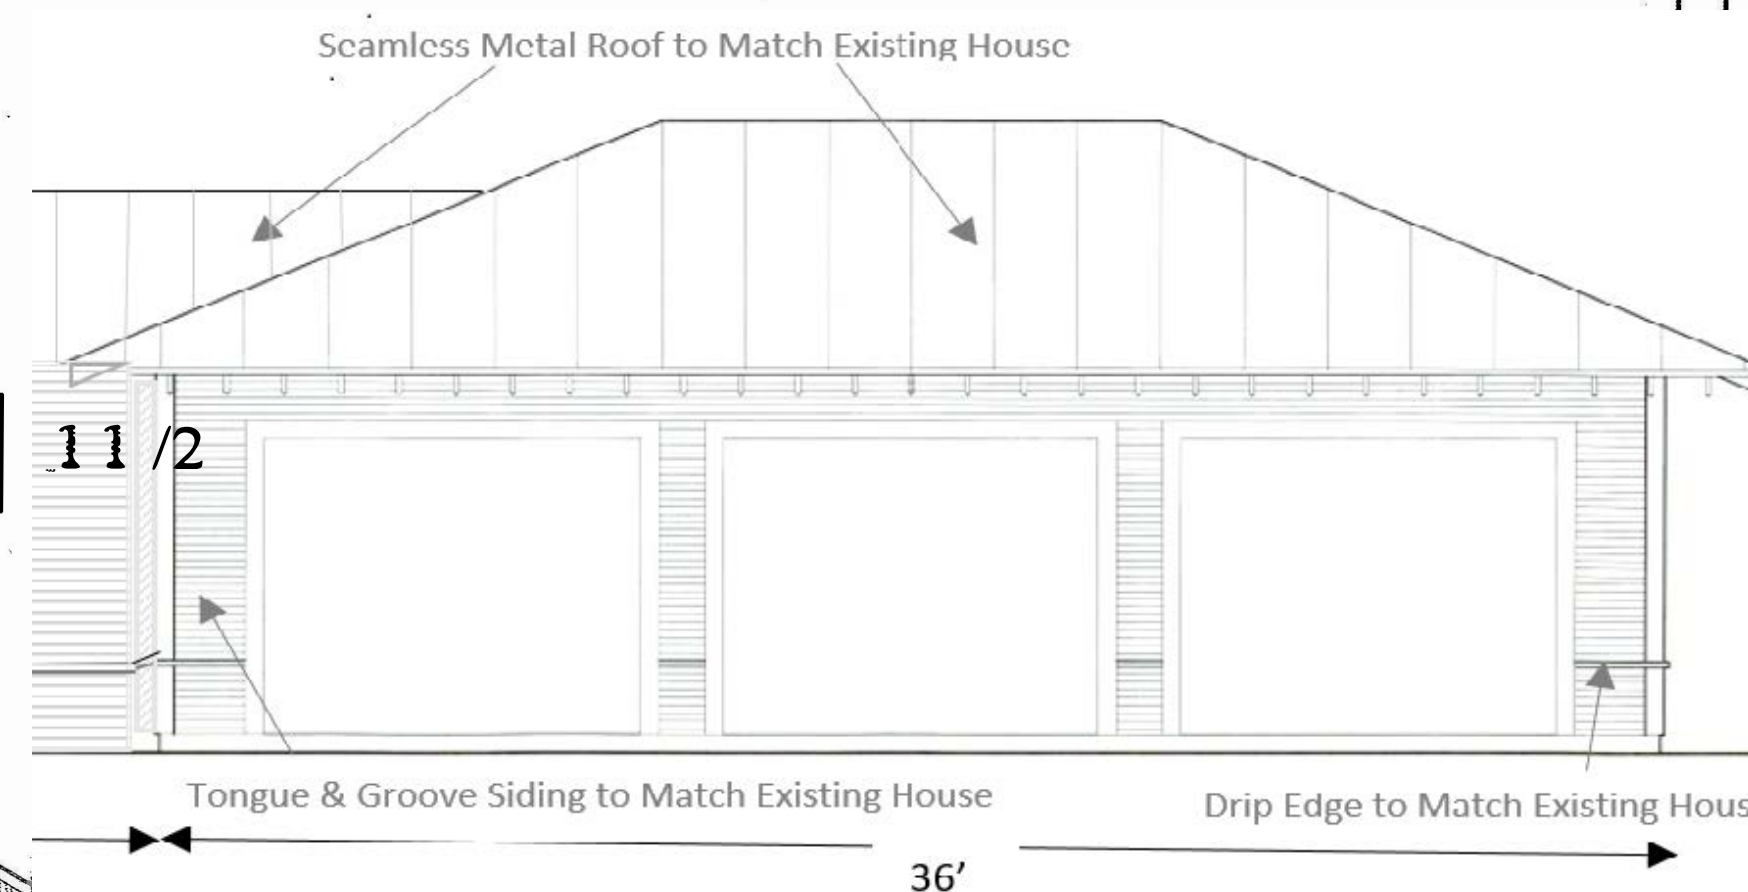 Seamless Metal Roof to Match Existing House
11/2
Tongue & Groove Siding to Match Existing House
Drip Edge to Match Existing Hous
36’